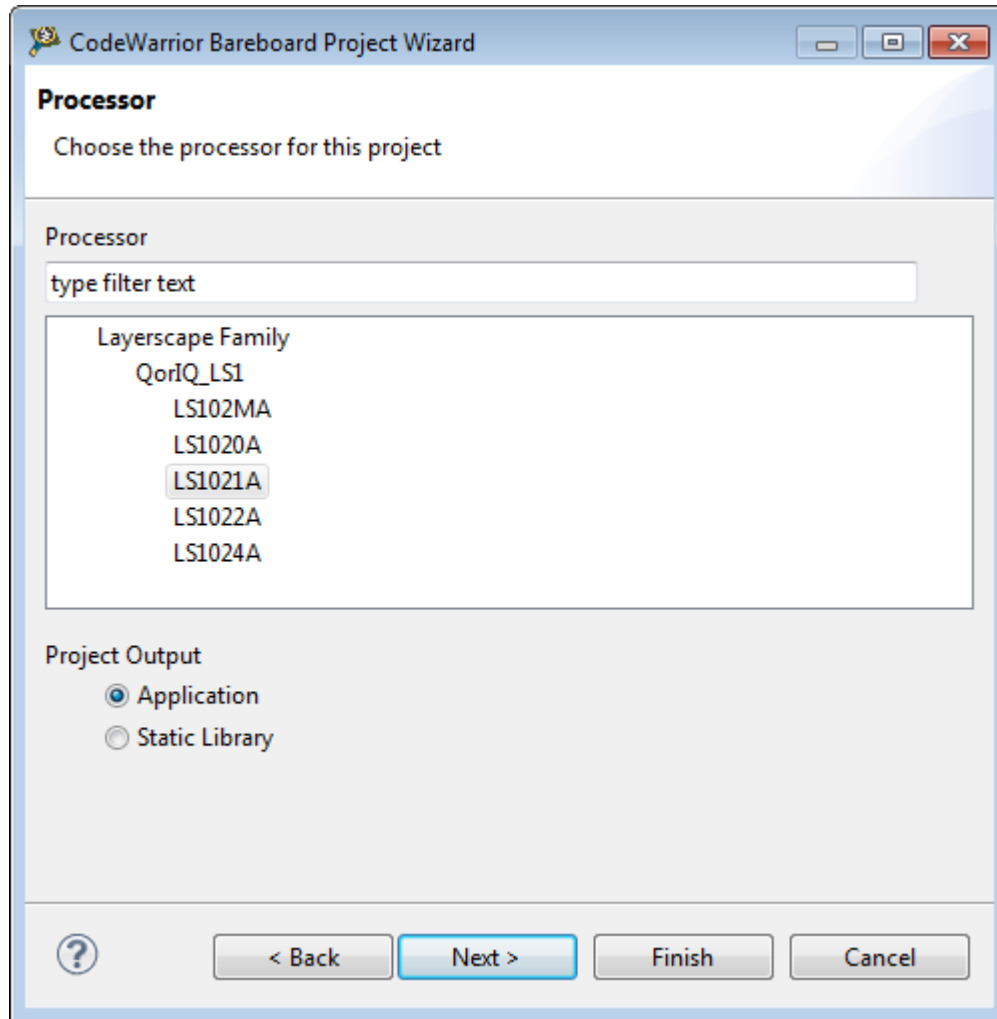 CodeWarrior Bareboard Project Wizard
Processor
Choose the processor for this project
Processor
type filter text
Layerscape Family
QorIQ_LS1
LS102MA
LS1020A
LS1021A
LS1022A
LS1024A
Project Output
Application
Static Library
? < Back Next > Finish Cancel